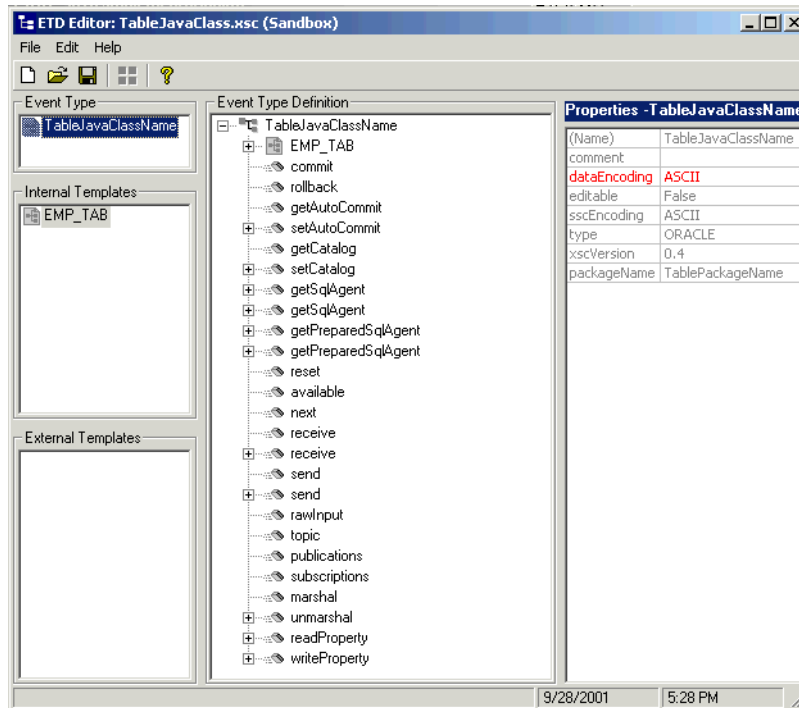 ETD Editor: TableJavaClass.xsc (Sandbox)
File Edit Help
Event Type
TableJavaClassName
Internal Templates
EMP_TAB
External Templates
Event Type Definition
TableJavaClassName
EMP_TAB
commit
rollback
getAutoCommit
setAutoCommit
getCatalog
setCatalog
getSqlAgent
getSqlAgent
getPreparedSqlAgent
getPreparedSqlAgent
reset
available
next
receive
receive
send
send
rawInput
topic
publications
subscriptions
marshal
unmarshal
readProperty
writeProperty
Properties -TableJavaClassName
(Name) TableJavaClassName
comment
dataEncoding ASCII
editable False
sscEncoding ASCII
type ORACLE
xscVersion 0.4
packageName TablePackageName
9/28/2001 5:28 PM